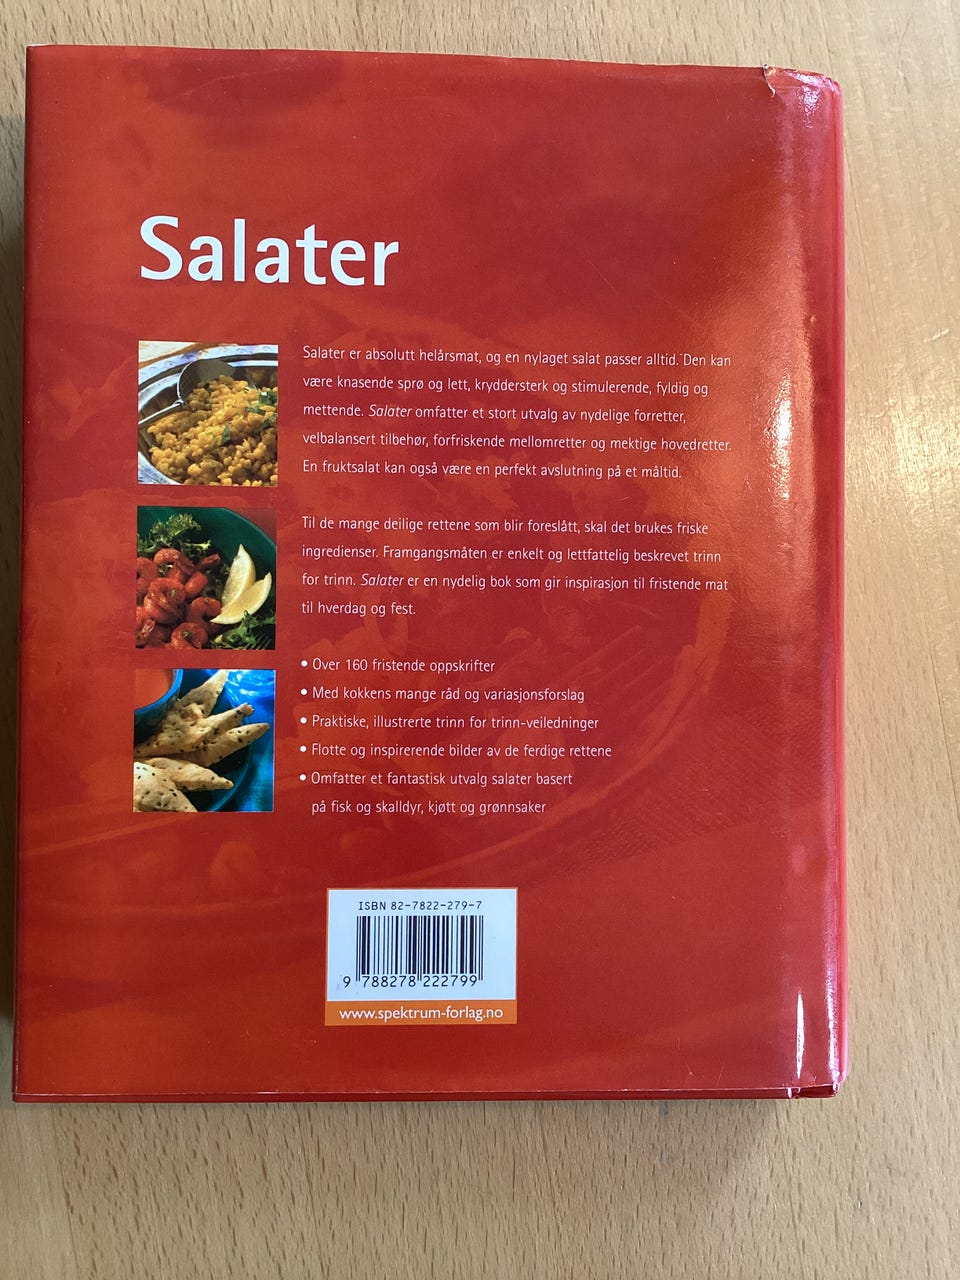 Salater
Salater er absolutt helårsmat, og en nylaget salat passer alltid. Den kan
være knasende sprø og lett, kryddersterk og stimulerende, fyldig og
mettende. Salater omfatter et stort utvalg av nydelige forretter,
velbalansert tilbehør, forfriskende mellomretter og mektige hovedretter.
En fruktsalat kan også være en perfekt avslutning på et måltid.
Til de mange deilige rettene som blir foreslått, skal det brukes friske
ingredienser. Framgangsmåten er enkelt og lettfattelig beskrevet trinn
for trinn. Salater er en nydelig bok som gir inspirasjon til fristende mat
til hverdag og fest.
• Over 160 fristende oppskrifter
• Med kokkens mange råd og variasjonsforslag
• Praktiske, illustrerte trinn for trinn-veiledninger
• Flotte og inspirerende bilder av de ferdige rettene
• Omfatter et fantastisk utvalg salater basert
på fisk og skalldyr, kjøtt og grønnsaker
ISBN 82-7822-279-7
9 788278 222799
www.spektrum-forlag.no